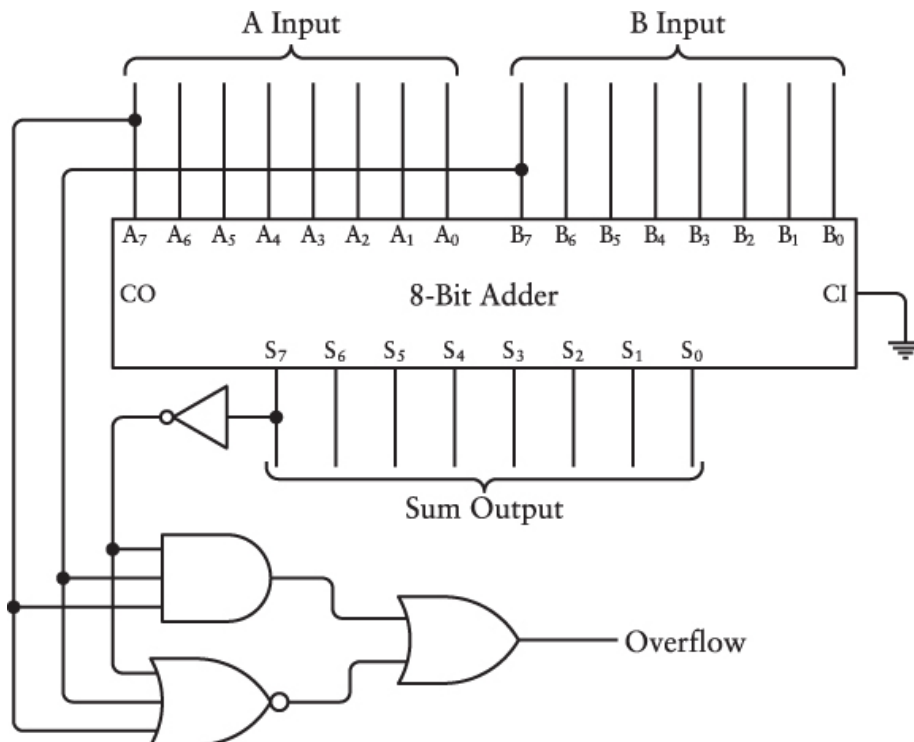 A Input B Input
A₇ A₆ A₅ A₄ A₃ A₂ A₁ A₀ B₇ B₆ B₅ B₄ B₃ B₂ B₁ B₀
CO 8-Bit Adder CI
S₇ S₆ S₅ S₄ S₃ S₂ S₁ S₀
Sum Output
Overflow